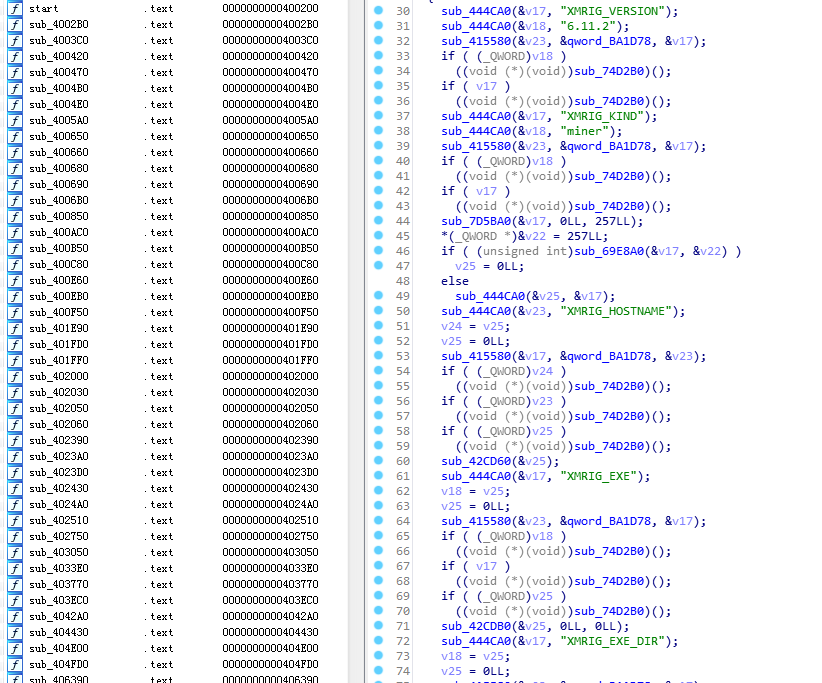 start .text 0000000000400200
sub_4002B0 .text 00000000004002B0
sub_4003C0 .text 00000000004003C0
sub_400420 .text 0000000000400420
sub_400470 .text 0000000000400470
sub_4004B0 .text 00000000004004B0
sub_4004E0 .text 00000000004004E0
sub_4005A0 .text 00000000004005A0
sub_400650 .text 0000000000400650
sub_400660 .text 0000000000400660
sub_400680 .text 0000000000400680
sub_400690 .text 0000000000400690
sub_4006B0 .text 00000000004006B0
sub_400850 .text 0000000000400850
sub_400AC0 .text 0000000000400AC0
sub_400B50 .text 0000000000400B50
sub_400C80 .text 0000000000400C80
sub_400E60 .text 0000000000400E60
sub_400EB0 .text 0000000000400EB0
sub_400F50 .text 0000000000400F50
sub_401E90 .text 0000000000401E90
sub_401FD0 .text 0000000000401FD0
sub_401FF0 .text 0000000000401FF0
sub_402000 .text 0000000000402000
sub_402030 .text 0000000000402030
sub_402050 .text 0000000000402050
sub_402060 .text 0000000000402060
sub_402390 .text 0000000000402390
sub_4023A0 .text 00000000004023A0
sub_4023D0 .text 00000000004023D0
sub_402430 .text 0000000000402430
sub_4024A0 .text 00000000004024A0
sub_402510 .text 0000000000402510
sub_402750 .text 0000000000402750
sub_403050 .text 0000000000403050
sub_4033E0 .text 00000000004033E0
sub_403770 .text 0000000000403770
sub_403EC0 .text 0000000000403EC0
sub_4042A0 .text 00000000004042A0
sub_404430 .text 0000000000404430
sub_404E00 .text 0000000000404E00
sub_404FD0 .text 0000000000404FD0
sub_406390 .text 0000000000406390
30 sub_444CA0(&v17, "XMRIG_VERSION");
31 sub_444CA0(&v18, "6.11.2");
32 sub_415580(&v23, &qword_BA1D78, &v17);
33 if ( (_QWORD)v18 )
34 ((void (*)(void))sub_74D2B0)();
35 if ( v17 )
36 ((void (*)(void))sub_74D2B0)();
37 sub_444CA0(&v17, "XMRIG_KIND");
38 sub_444CA0(&v18, "miner");
39 sub_415580(&v23, &qword_BA1D78, &v17);
40 if ( (_QWORD)v18 )
41 ((void (*)(void))sub_74D2B0)();
42 if ( v17 )
43 ((void (*)(void))sub_74D2B0)();
44 sub_7D5BA0(&v17, 0LL, 257LL);
45 *(_QWORD *)&v22 = 257LL;
46 if ( (unsigned int)sub_69E8A0(&v17, &v22) )
47 v25 = 0LL;
48 else
49 sub_444CA0(&v25, &v17);
50 sub_444CA0(&v23, "XMRIG_HOSTNAME");
51 v24 = v25;
52 v25 = 0LL;
53 sub_415580(&v17, &qword_BA1D78, &v23);
54 if ( (_QWORD)v24 )
55 ((void (*)(void))sub_74D2B0)();
56 if ( (_QWORD)v23 )
57 ((void (*)(void))sub_74D2B0)();
58 if ( (_QWORD)v25 )
59 ((void (*)(void))sub_74D2B0)();
60 sub_42CD60(&v25);
61 sub_444CA0(&v17, "XMRIG_EXE");
62 v18 = v25;
63 v25 = 0LL;
64 sub_415580(&v23, &qword_BA1D78, &v17);
65 if ( (_QWORD)v18 )
66 ((void (*)(void))sub_74D2B0)();
67 if ( v17 )
68 ((void (*)(void))sub_74D2B0)();
69 if ( (_QWORD)v25 )
70 ((void (*)(void))sub_74D2B0)();
71 sub_42CDB0(&v25, 0LL, 0LL);
72 sub_444CA0(&v17, "XMRIG_EXE_DIR");
73 v18 = v25;
74 v25 = 0LL;